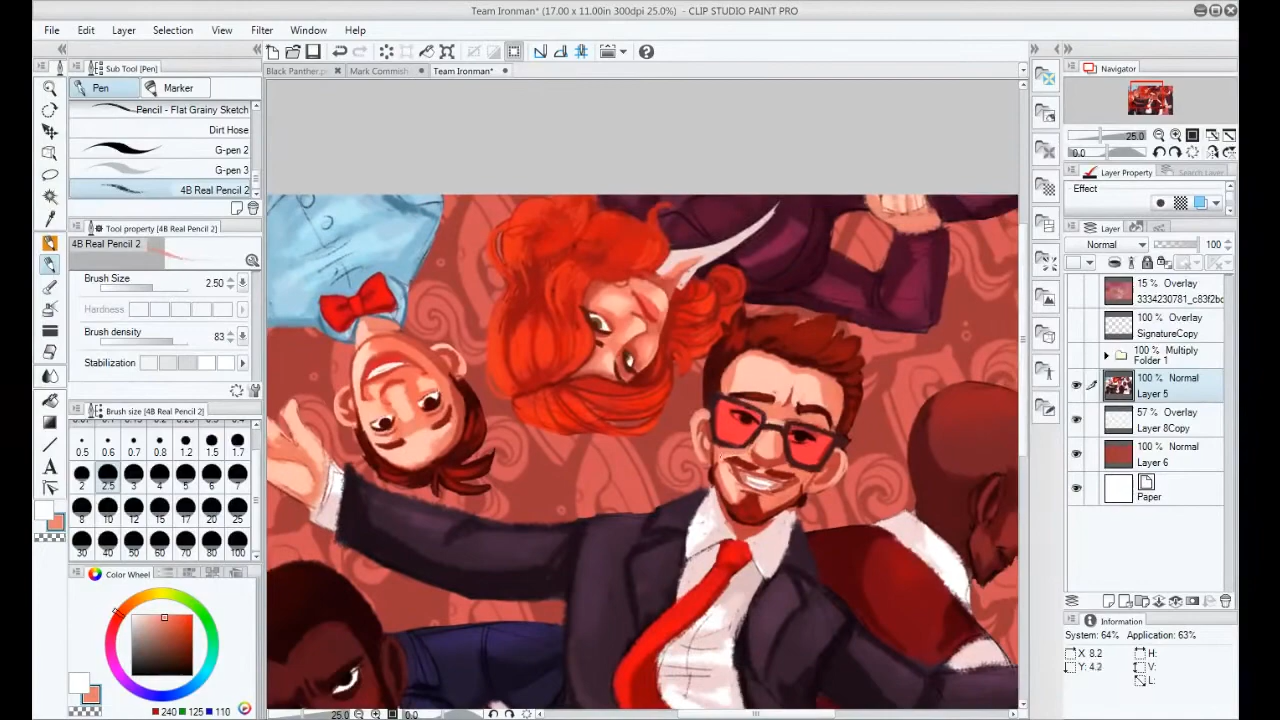 Team Ironman* (17.00 x 11.00in 300dpi 25.0%) - CLIP STUDIO PAINT PRO
File Edit Layer Selection View Filter Window Help
Sub Tool [Pen]
Black Panther.p
Mark Commish
Team Ironman*
Navigator
Pen
Marker
Pencil - Flat Grainy Sketch
Dirt Hose
G-pen 2
G-pen 3
4B Real Pencil 2
25.0
0.0
Layer Property
Search Layer
Effect
Tool property [4B Real Pencil 2]
4B Real Pencil 2
Layer
Normal
100
Brush Size 2.50
Hardness
Brush density 83
Stabilization
15 % Overlay
3334230781_c83f2bc
100 % Overlay
SignatureCopy
100 % Multiply
Folder 1
100 % Normal
Layer 5
57 % Overlay
Layer 8Copy
100 % Normal
Layer 6
Paper
Brush size [4B Real Pencil 2]
.5 0.6 0.7 0.8 1.2 1.5 1.7
2 2.5 3 4 5 6 7
8 10 12 15 17 20 25
30 40 50 60 70 80 100
Color Wheel
Information
System: 64% Application: 63%
X 8.2 H:
Y: 4.2 V:
L:
240 125 110
25.0
0.0